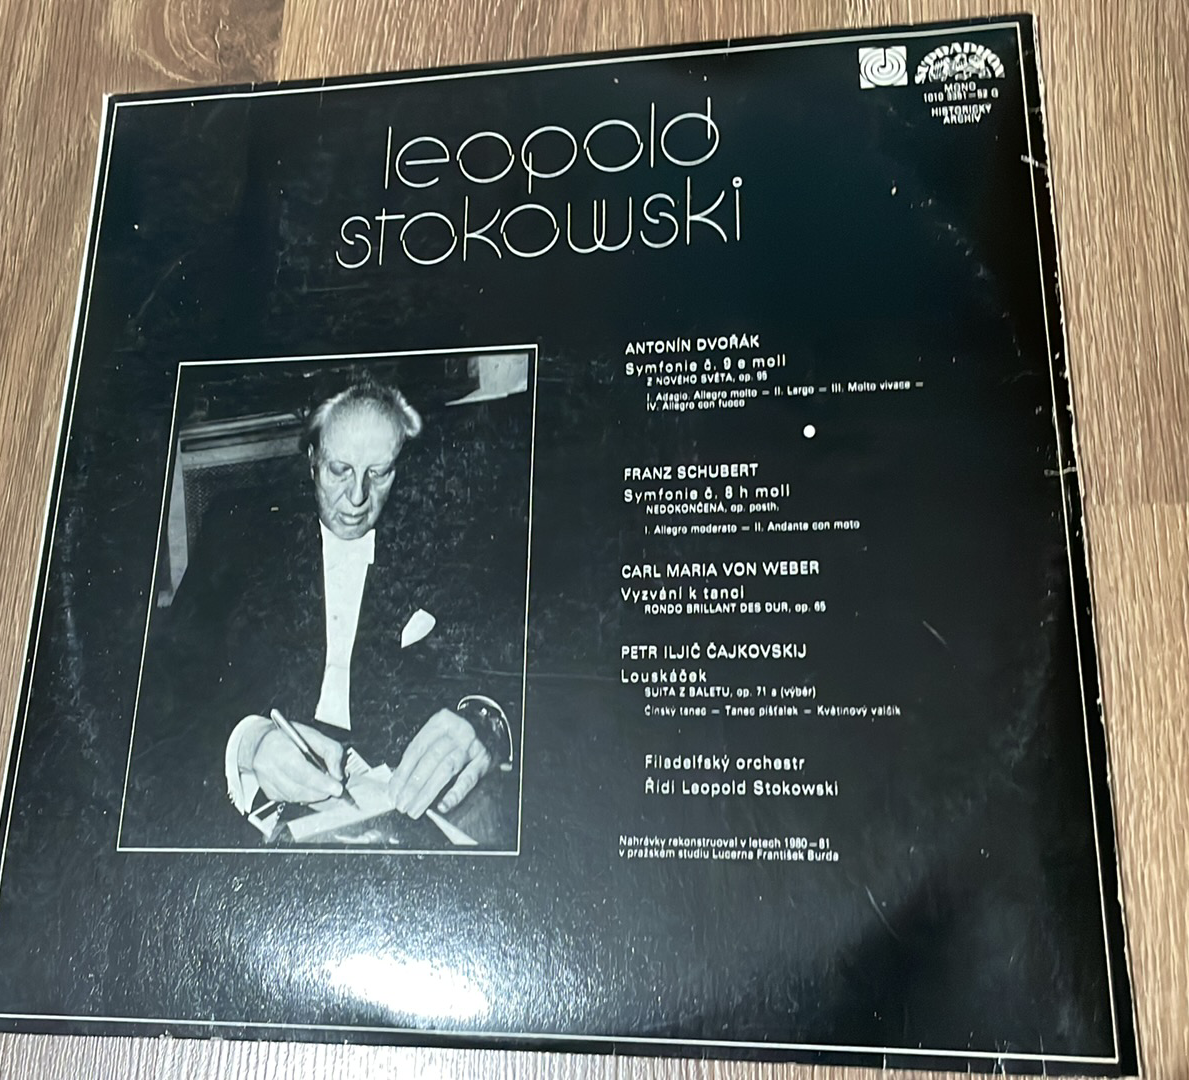 SUPRAPHON
MONO
1010 3361-62 G
HISTORICKÝ
ARCHÍV
leopold
stokowski
ANTONÍN DVOŘÁK
Symfonie č. 9 e moll
Z NOVÉHO SVĚTA, op. 95
I. Adagio. Allegro molto – II. Largo – III. Molto vivace –
IV. Allegro con fuoco
FRANZ SCHUBERT
Symfonie č. 8 h moll
NEDOKONČENÁ, op. posth.
I. Allegro moderato – II. Andante con moto
CARL MARIA VON WEBER
Vyzvání k tanci
RONDO BRILLANT DES DUR, op. 65
PETR ILJIČ ČAJKOVSKIJ
Louskáček
SUITA Z BALETU, op. 71 a (výběr)
Čínský tanec – Tanec píšťalek – Květinový valčík
Filadelfský orchestr
Řídí Leopold Stokowski
Nahrávky rekonstruoval v letech 1980–81
v pražském studiu Lucerna František Burda